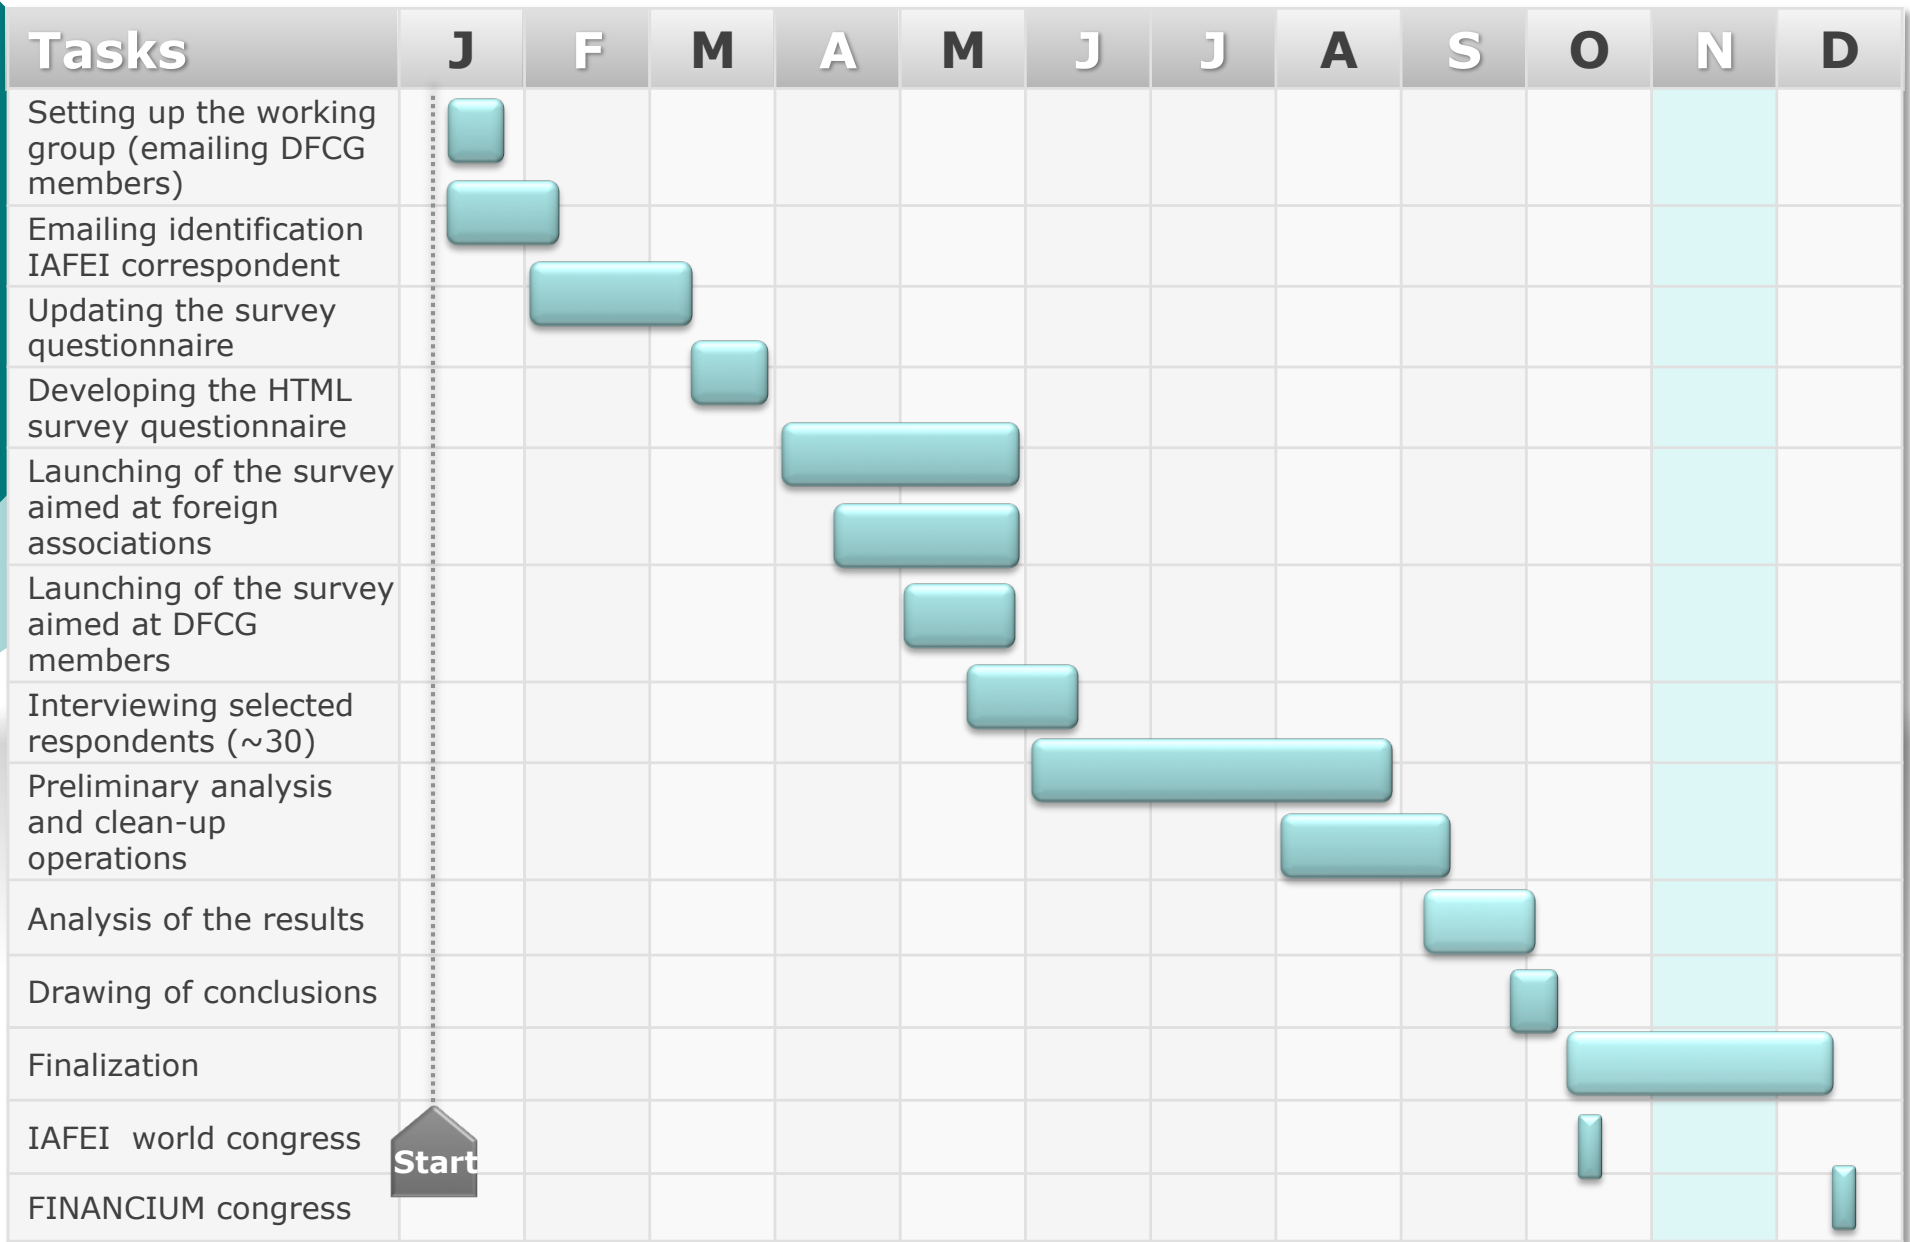 Tasks J F M A M J J A S O N D
Setting up the working
group (emailing DFCG
members)
Emailing identification
IAFEI correspondent
Updating the survey
questionnaire
Developing the HTML
survey questionnaire
Launching of the survey
aimed at foreign
associations
Launching of the survey
aimed at DFCG
members
Interviewing selected
respondents (~30)
Preliminary analysis
and clean-up
operations
Analysis of the results
Drawing of conclusions
Finalization
IAFEI  world congress
Start
FINANCIUM congress